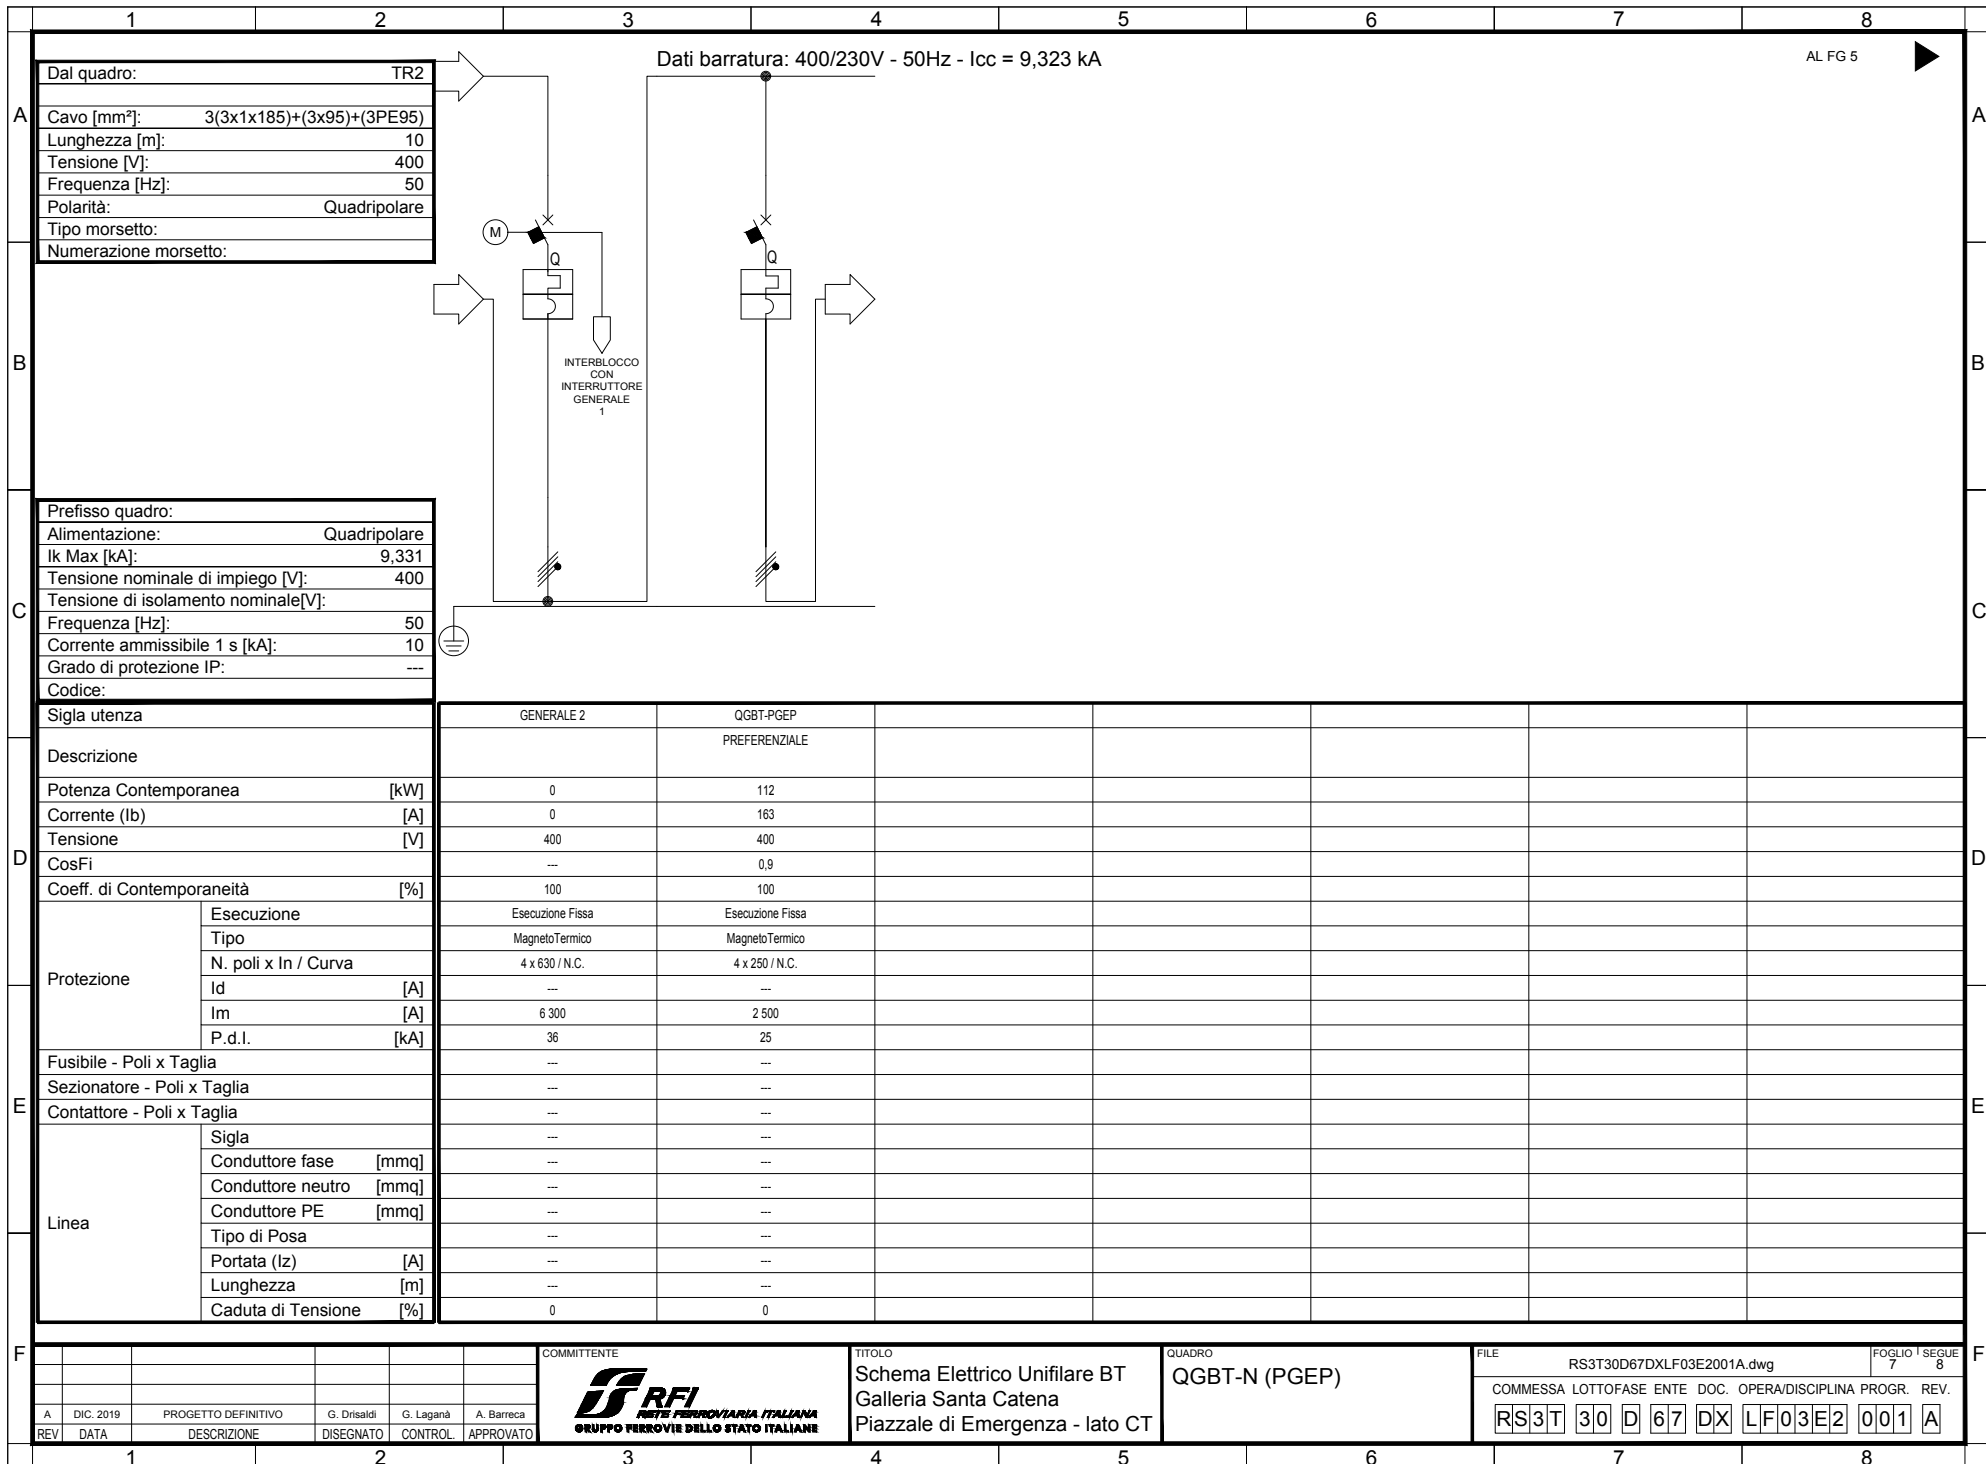 1 2 3 4 5 6 7 8
Dati barratura: 400/230V - 50Hz - Icc = 9,323 kA
AL FG 5
Dal quadro: TR2
Cavo [mm²]: 3(3x1x185)+(3x95)+(3PE95)
Lunghezza [m]: 10
Tensione [V]: 400
Frequenza [Hz]: 50
Polarità: Quadripolare
Tipo morsetto:
Numerazione morsetto:
A A
M
Q Q
INTERBLOCCO
CON
INTERRUTTORE
GENERALE
1
B B
Prefisso quadro:
Alimentazione: Quadripolare
Ik Max [kA]: 9,331
Tensione nominale di impiego [V]: 400
Tensione di isolamento nominale[V]:
Frequenza [Hz]: 50
Corrente ammissibile 1 s [kA]: 10
Grado di protezione IP: ---
Codice:
C C
Sigla utenza GENERALE 2 QGBT-PGEP
Descrizione PREFERENZIALE
Potenza Contemporanea [kW] 0 112
Corrente (Ib) [A] 0 163
Tensione [V] 400 400
CosFi --- 0,9
Coeff. di Contemporaneità [%] 100 100
D D
Protezione
Esecuzione Esecuzione Fissa Esecuzione Fissa
Tipo MagnetoTermico MagnetoTermico
N. poli x In / Curva 4 x 630 / N.C. 4 x 250 / N.C.
Id [A] --- ---
Im [A] 6 300 2 500
P.d.I. [kA] 36 25
Fusibile - Poli x Taglia --- ---
Sezionatore - Poli x Taglia --- ---
Contattore - Poli x Taglia --- ---
E E
Linea
Sigla --- ---
Conduttore fase [mmq] --- ---
Conduttore neutro [mmq] --- ---
Conduttore PE [mmq] --- ---
Tipo di Posa --- ---
Portata (Iz) [A] --- ---
Lunghezza [m] --- ---
Caduta di Tensione [%] 0 0
F F
A DIC. 2019 PROGETTO DEFINITIVO G. Drisaldi G. Laganà A. Barreca
REV DATA DESCRIZIONE DISEGNATO CONTROL. APPROVATO
COMMITTENTE
RFI
RETE FERROVIARIA ITALIANA
GRUPPO FERROVIE DELLO STATO ITALIANE
TITOLO
Schema Elettrico Unifilare BT
Galleria Santa Catena
Piazzale di Emergenza - lato CT
QUADRO
QGBT-N (PGEP)
FILE
RS3T30D67DXLF03E2001A.dwg
FOGLIO SEGUE
7 8
COMMESSA LOTTO FASE ENTE DOC. OPERA/DISCIPLINA PROGR. REV.
RS3T 30 D 67 DX LF03E2 001 A
1 2 3 4 5 6 7 8